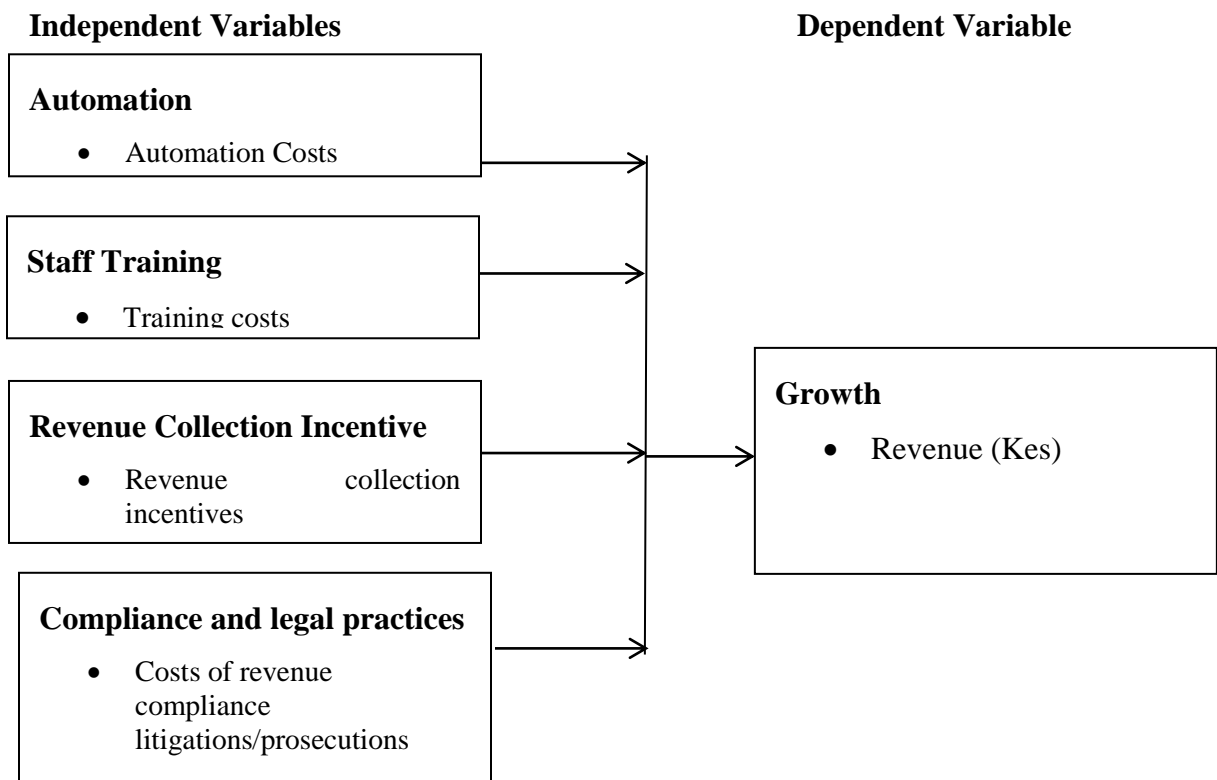 Independent Variables
Dependent Variable
Automation
• Automation Costs
Staff Training
• Training costs
Revenue Collection Incentive
• Revenue collection
incentives
Compliance and legal practices
• Costs of revenue
compliance
litigations/prosecutions
Growth
• Revenue (Kes)